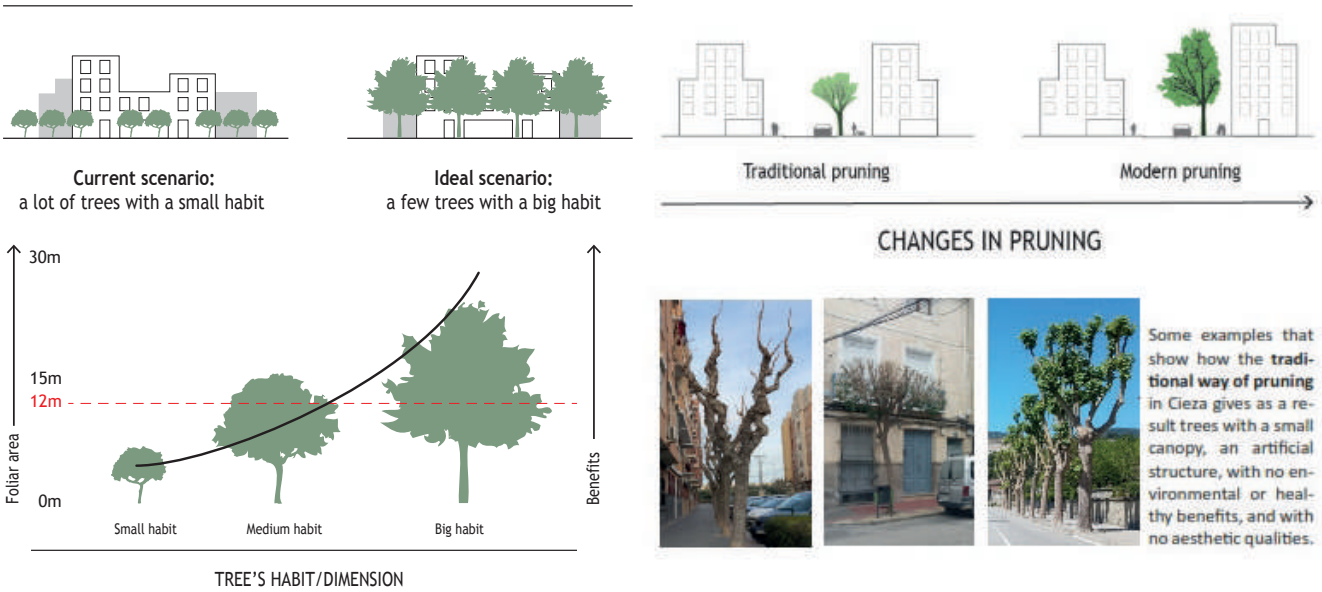 Current scenario:
a lot of trees with a small habit
Ideal scenario:
a few trees with a big habit
30m
15m
12m
0m
Foliar area
Benefits
Small habit
Medium habit
Big habit
TREE'S HABIT/DIMENSION
Traditional pruning
Modern pruning
CHANGES IN PRUNING
Some examples that
show how the tradi-
tional way of pruning
in Cieza gives as a re-
sult trees with a small
canopy, an artificial
structure, with no en-
vironmental or heal-
thy benefits, and with
no aesthetic qualities.